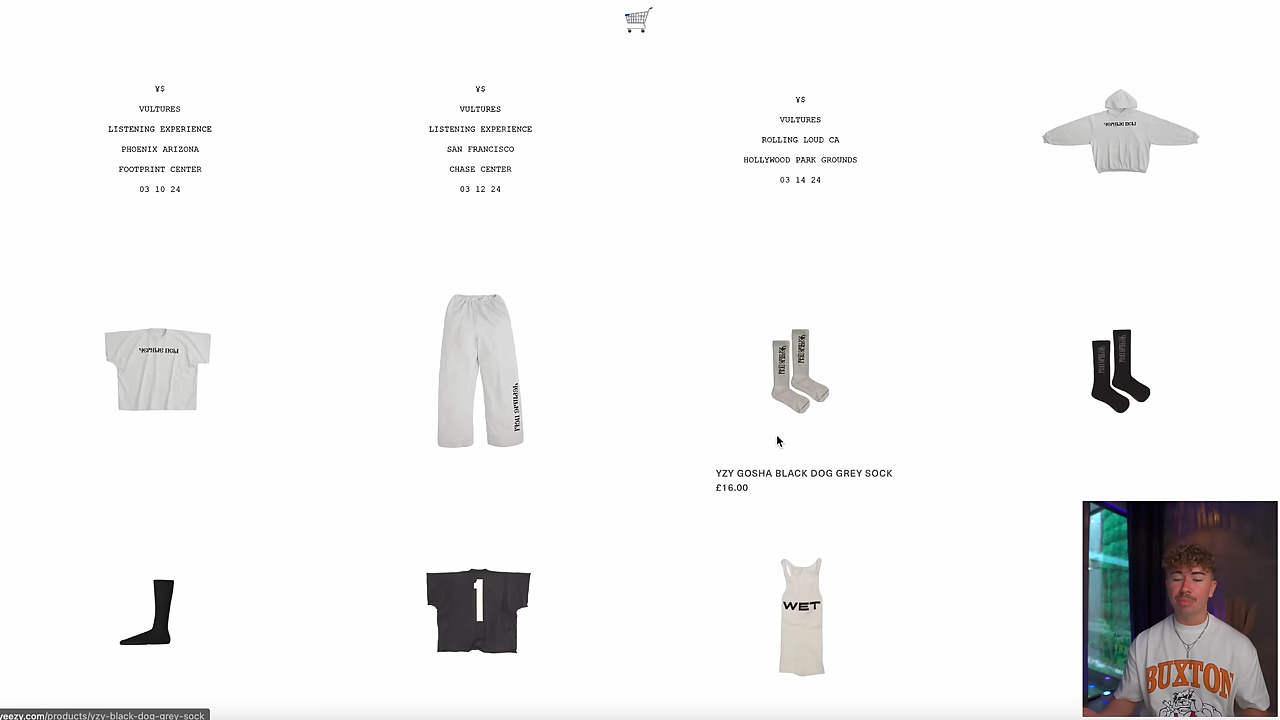 ¥$
VULTURES
LISTENING EXPERIENCE
PHOENIX ARIZONA
FOOTPRINT CENTER
03 10 24
¥$
VULTURES
LISTENING EXPERIENCE
SAN FRANCISCO
CHASE CENTER
03 12 24
¥$
VULTURES
ROLLING LOUD CA
HOLLYWOOD PARK GROUNDS
03 14 24
YZY GOSHA BLACK DOG GREY SOCK
£16.00
1
WET
BUXTON
yeezy.com/products/yzy-black-dog-grey-sock